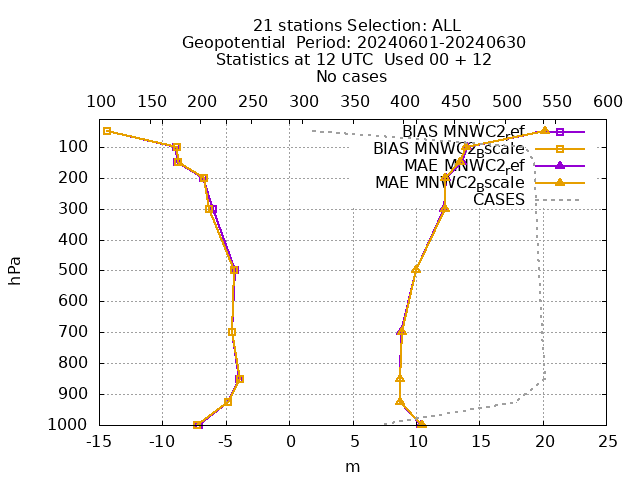 21 stations Selection: ALL
Geopotential  Period: 20240601-20240630
Statistics at 12 UTC  Used 00 + 12
No cases
100 150 200 250 300 350 400 450 500 550 600
BIAS MNWC2_ref
BIAS MNWC2_Bscale
MAE MNWC2_ref
MAE MNWC2_Bscale
CASES
100
200
300
400
500
600
700
800
900
1000
hPa
-15 -10 -5 0 5 10 15 20 25
m